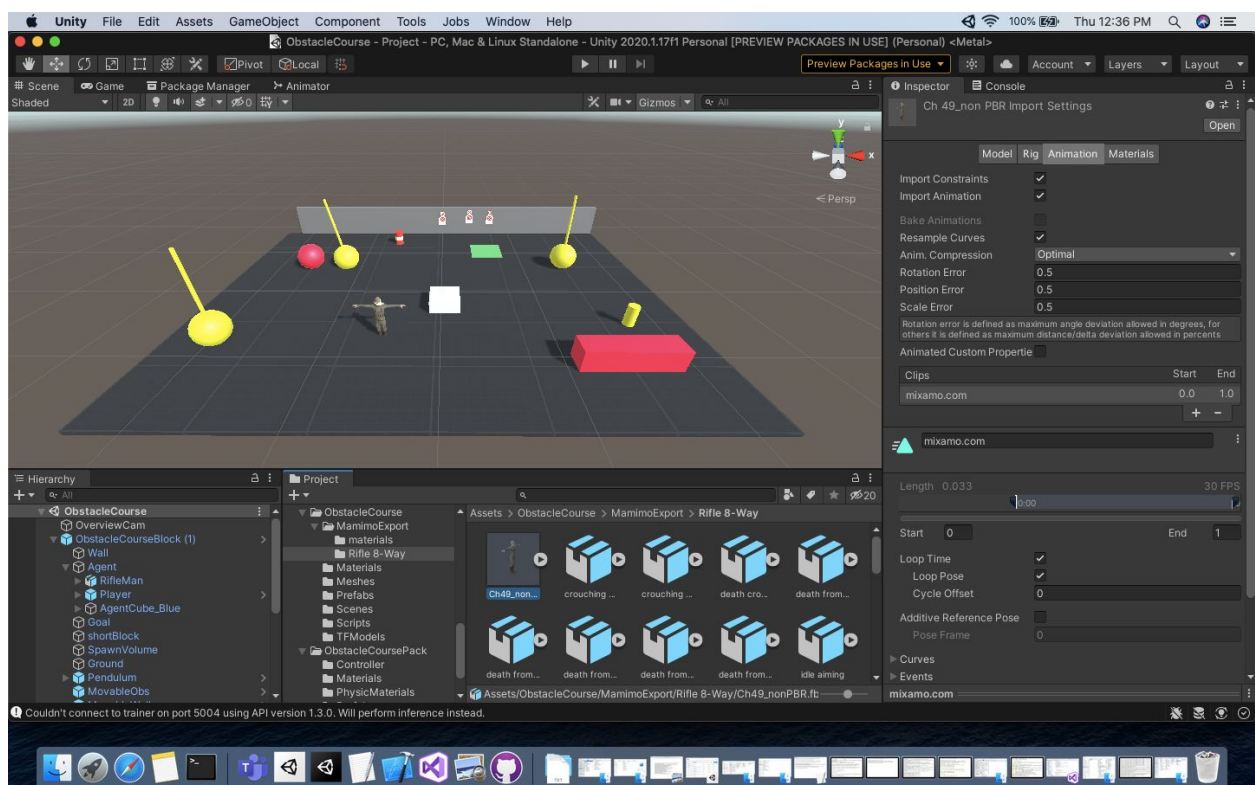 Unity File Edit Assets GameObject Component Tools Jobs Window Help 100% Thu 12:36 PM
ObstacleCourse - Project - PC, Mac & Linux Standalone - Unity 2020.1.17f1 Personal [PREVIEW PACKAGES IN USE] (Personal) <Metal>
Pivot Local Preview Packages in Use Account Layers Layout
Scene Game Package Manager Animator
Shaded 2D 0 Gizmos All
y
x
Persp
Inspector Console
Ch 49_non PBR Import Settings
Open
Model Rig Animation Materials
Import Constraints
Import Animation
Bake Animations
Resample Curves
Anim. Compression Optimal
Rotation Error 0.5
Position Error 0.5
Scale Error 0.5
Rotation error is defined as maximum angle deviation allowed in degrees, for
others it is defined as maximum distance/delta deviation allowed in percents
Animated Custom Propertie
Clips Start End
mixamo.com 0.0 1.0
+ -
mixamo.com
Length 0.033 30 FPS
0:00
Start 0 End 1
Loop Time
Loop Pose
Cycle Offset 0
Additive Reference Pose
Pose Frame 0
Curves
Events
mixamo.com
Hierarchy
All
ObstacleCourse
OverviewCam
ObstacleCourseBlock (1)
Wall
Agent
RifleMan
Player
AgentCube_Blue
Goal
shortBlock
SpawnVolume
Ground
Pendulum
MovableObs
Project
20
ObstacleCourse
MamimoExport
materials
Rifle 8-Way
Materials
Meshes
Prefabs
Scenes
Scripts
TFModels
ObstacleCoursePack
Controller
Materials
PhysicMaterials
Assets > ObstacleCourse > MamimoExport > Rifle 8-Way
Ch49_non... crouching ... crouching ... death cro... death from...
death from... death from... death from... death from... idle aiming
Assets/ObstacleCourse/MamimoExport/Rifle 8-Way/Ch49_nonPBR.fb
Couldn't connect to trainer on port 5004 using API version 1.3.0. Will perform inference instead.